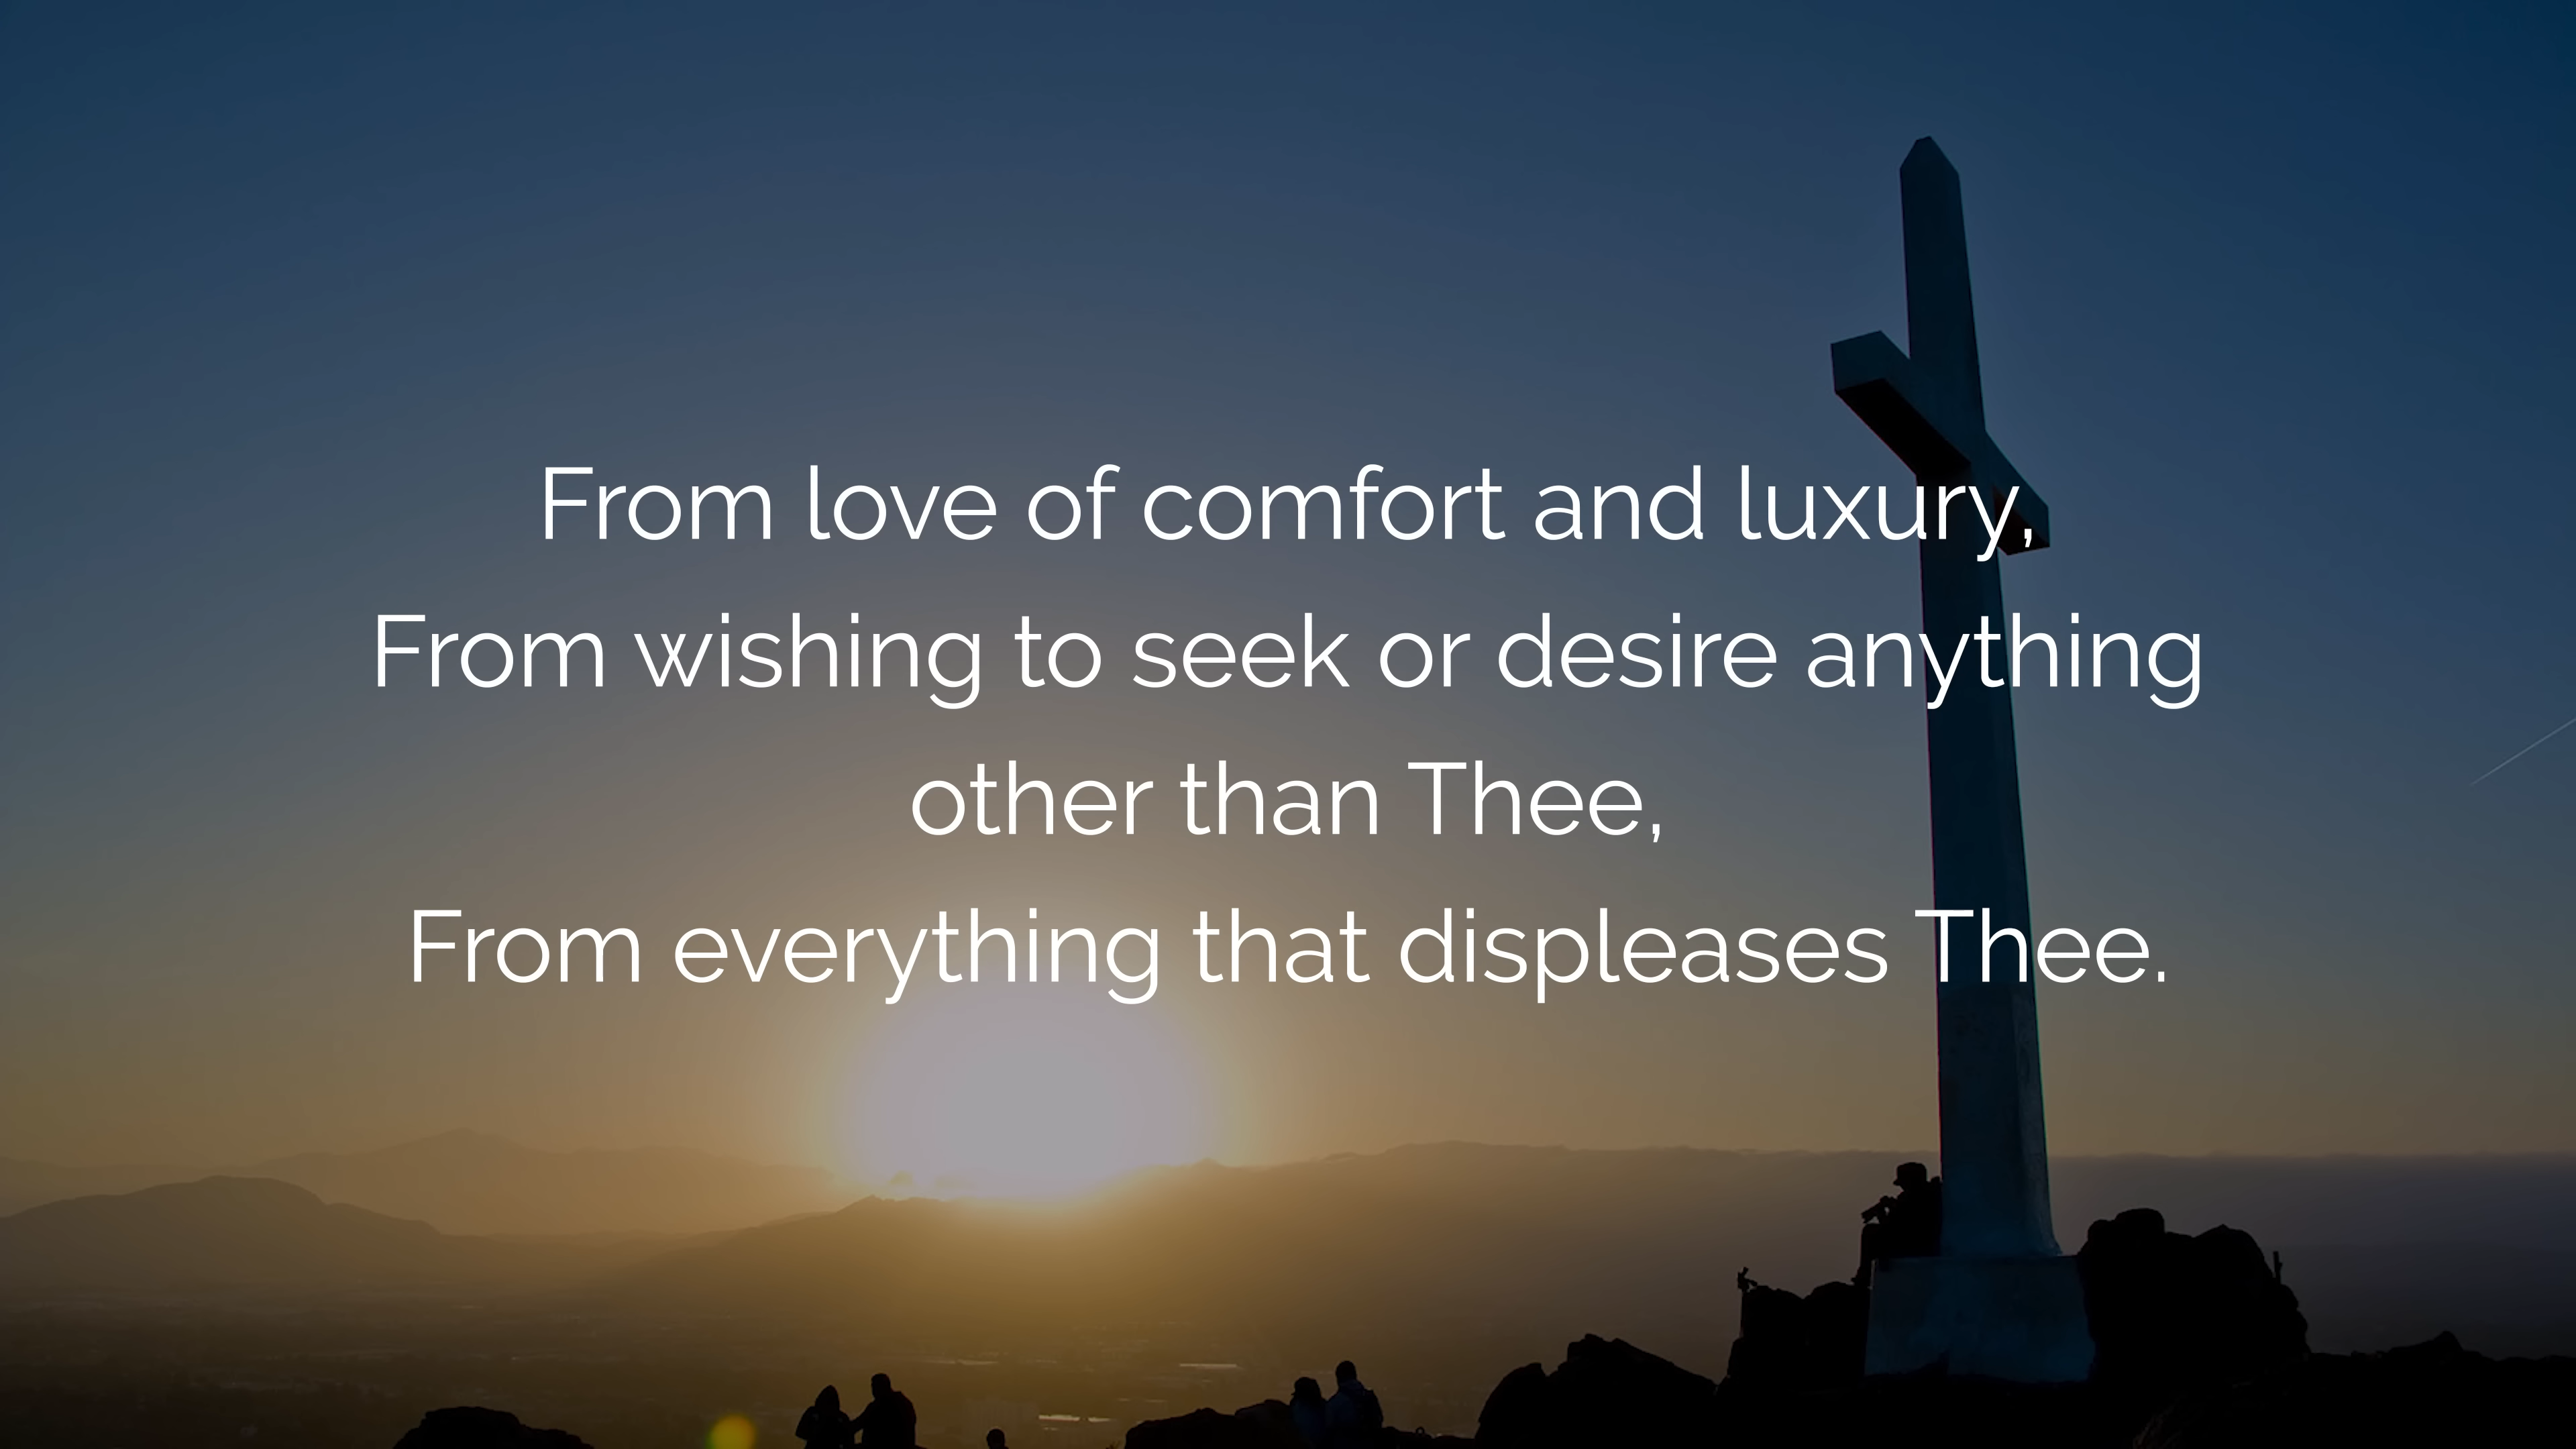 From love of comfort and luxury,
From wishing to seek or desire anything
other than Thee,
From everything that displeases Thee.